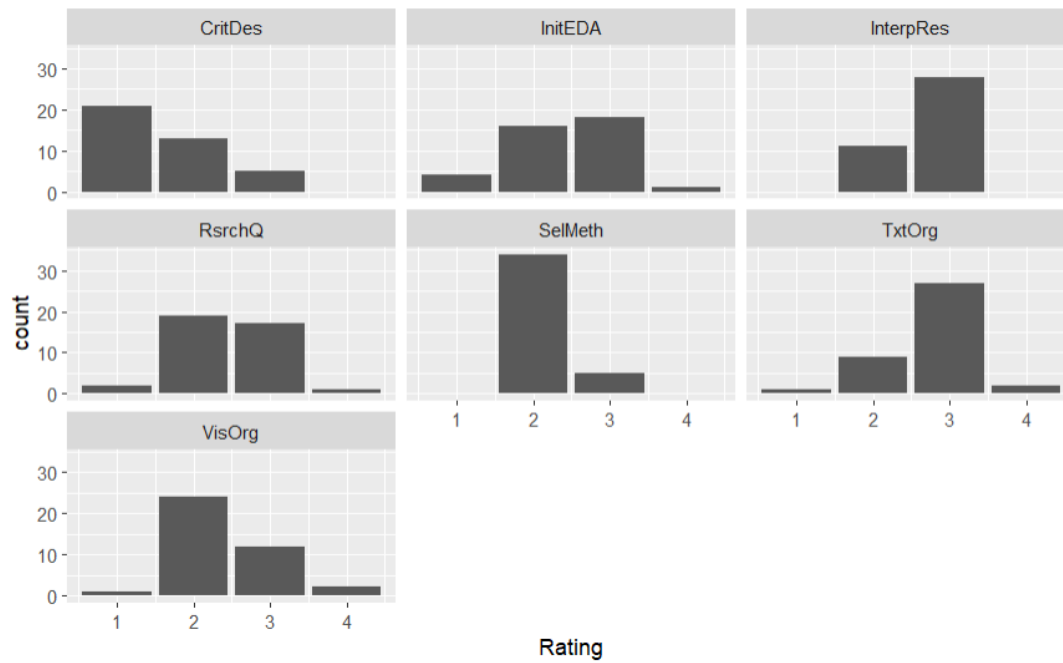 CritDes InitEDA InterpRes
30
20
10
0
RsrchQ SelMeth TxtOrg
30
20
10
0
1 2 3 4 1 2 3 4
VisOrg
30
20
10
0
1 2 3 4
count
Rating